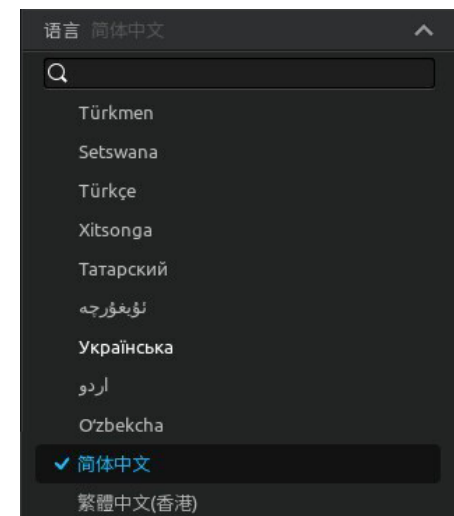 语言 简体中文
Türkmen
Setswana
Türkçe
Xitsonga
Татарский
ئۇيغۇرچە
Українська
اردو
Oʻzbekcha
简体中文
繁體中文(香港)